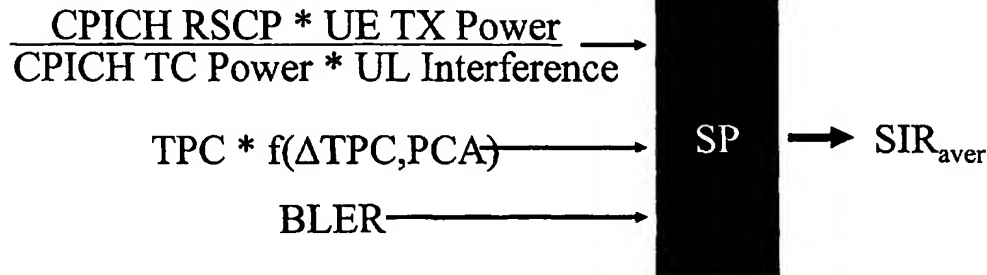 CPICH RSCP * UE TX Power
CPICH TC Power * UL Interference
TPC * f(ΔTPC,PCA)
BLER
SP
SIRaver